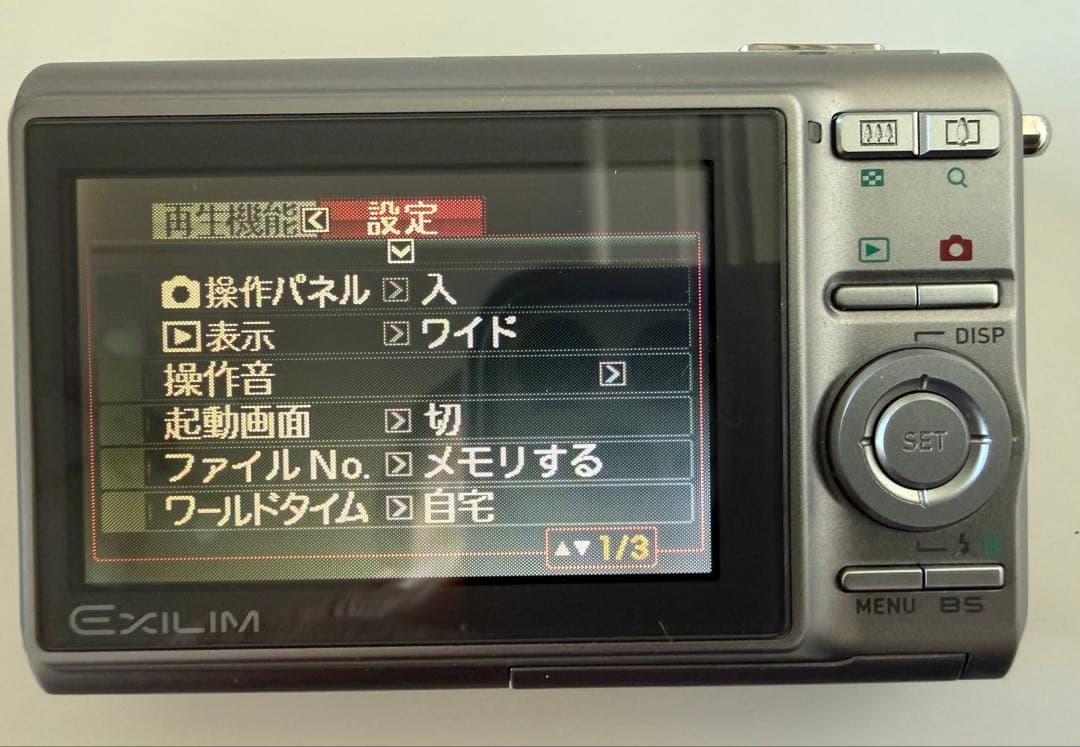 再生機能 設定
操作パネル 入
表示 ワイド
操作音
起動画面 切
ファイルNo. メモリする
ワールドタイム 自宅
▲▼ 1/3
EXILIM
DISP
SET
MENU BS